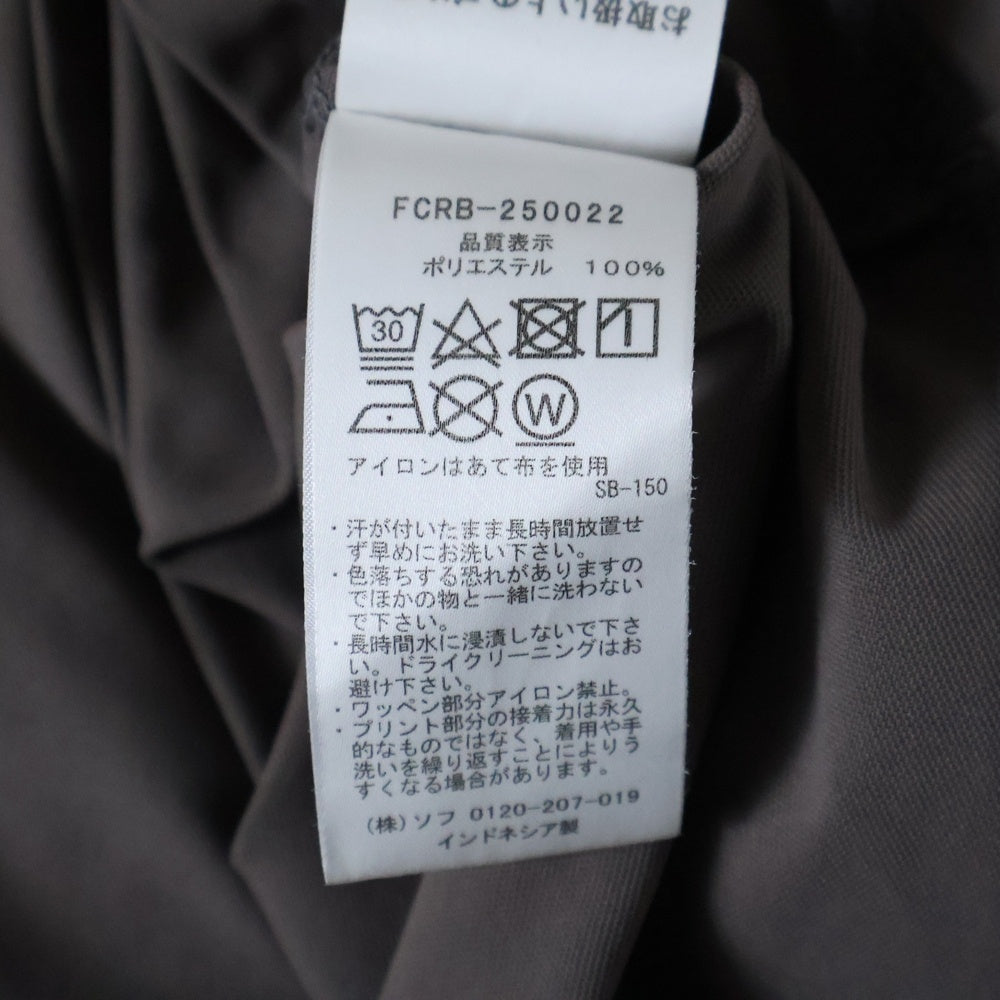 お取扱い上の
FCRB-250022
品質表示
ポリエステル 100%
30
W
アイロンはあて布を使用
SB-150
・汗が付いたまま長時間放置せ
ず早めにお洗い下さい。
・色落ちする恐れがありますの
でほかの物と一緒に洗わない
で下さい。
・長時間水に浸漬しないで下さ
い。ドライクリーニングはお
避け下さい。
・ワッペン部分アイロン禁止。
・プリント部分の接着力は永久
的なものではなく、着用や手
洗いを繰り返すことによりう
すくなる場合があります。
(株)ソフ 0120-207-019
インドネシア製